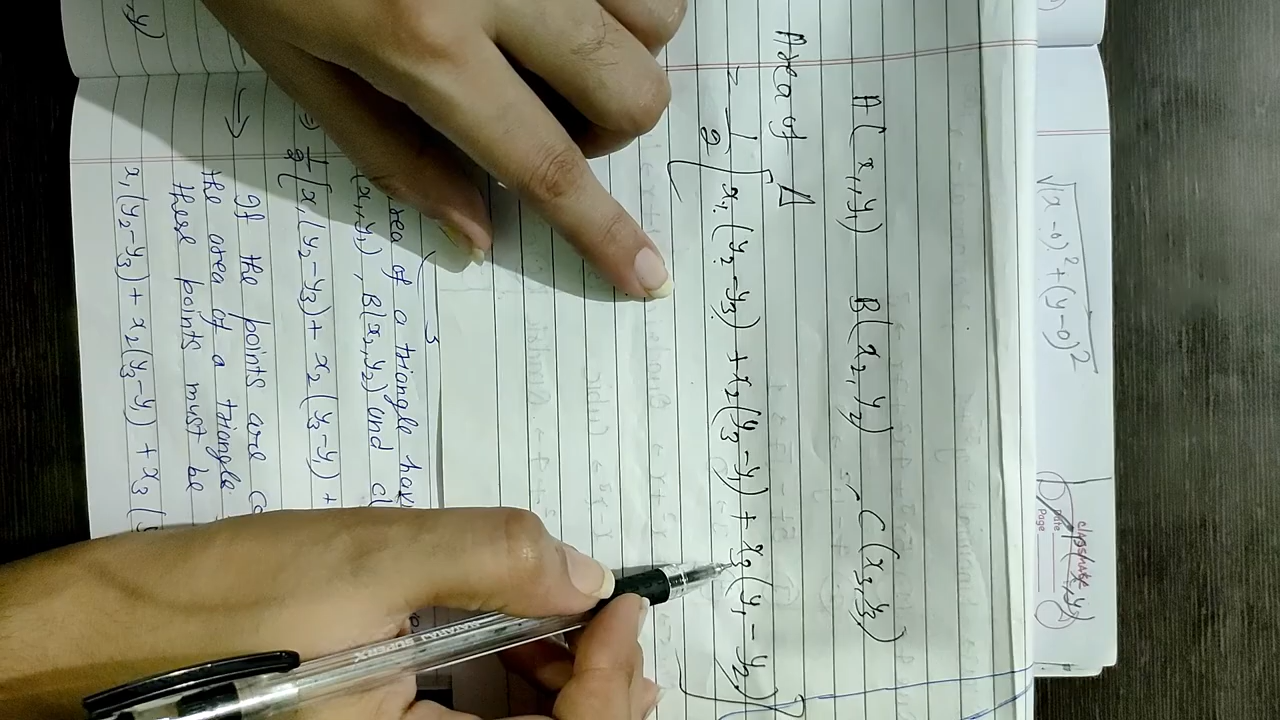 √(x-0)² + (y-0)²
classmate
Date
Page
A(x₁, y₁) B(x₂, y₂) C(x₃, y₃)
Area of Δ
= 1/2 [x₁(y₂-y₃) + x₂(y₃-y₁) + x₃(y₁-y₂)]
area of a triangle
(x₁, y₁), B(x₂, y₂) and
⇒ 1/2 [x₁(y₂-y₃) + x₂(y₃-y₁) +
→ If the points are
the area of a triangle
these points must be
x₁(y₂-y₃) + x₂(y₃-y₁) + x₃(